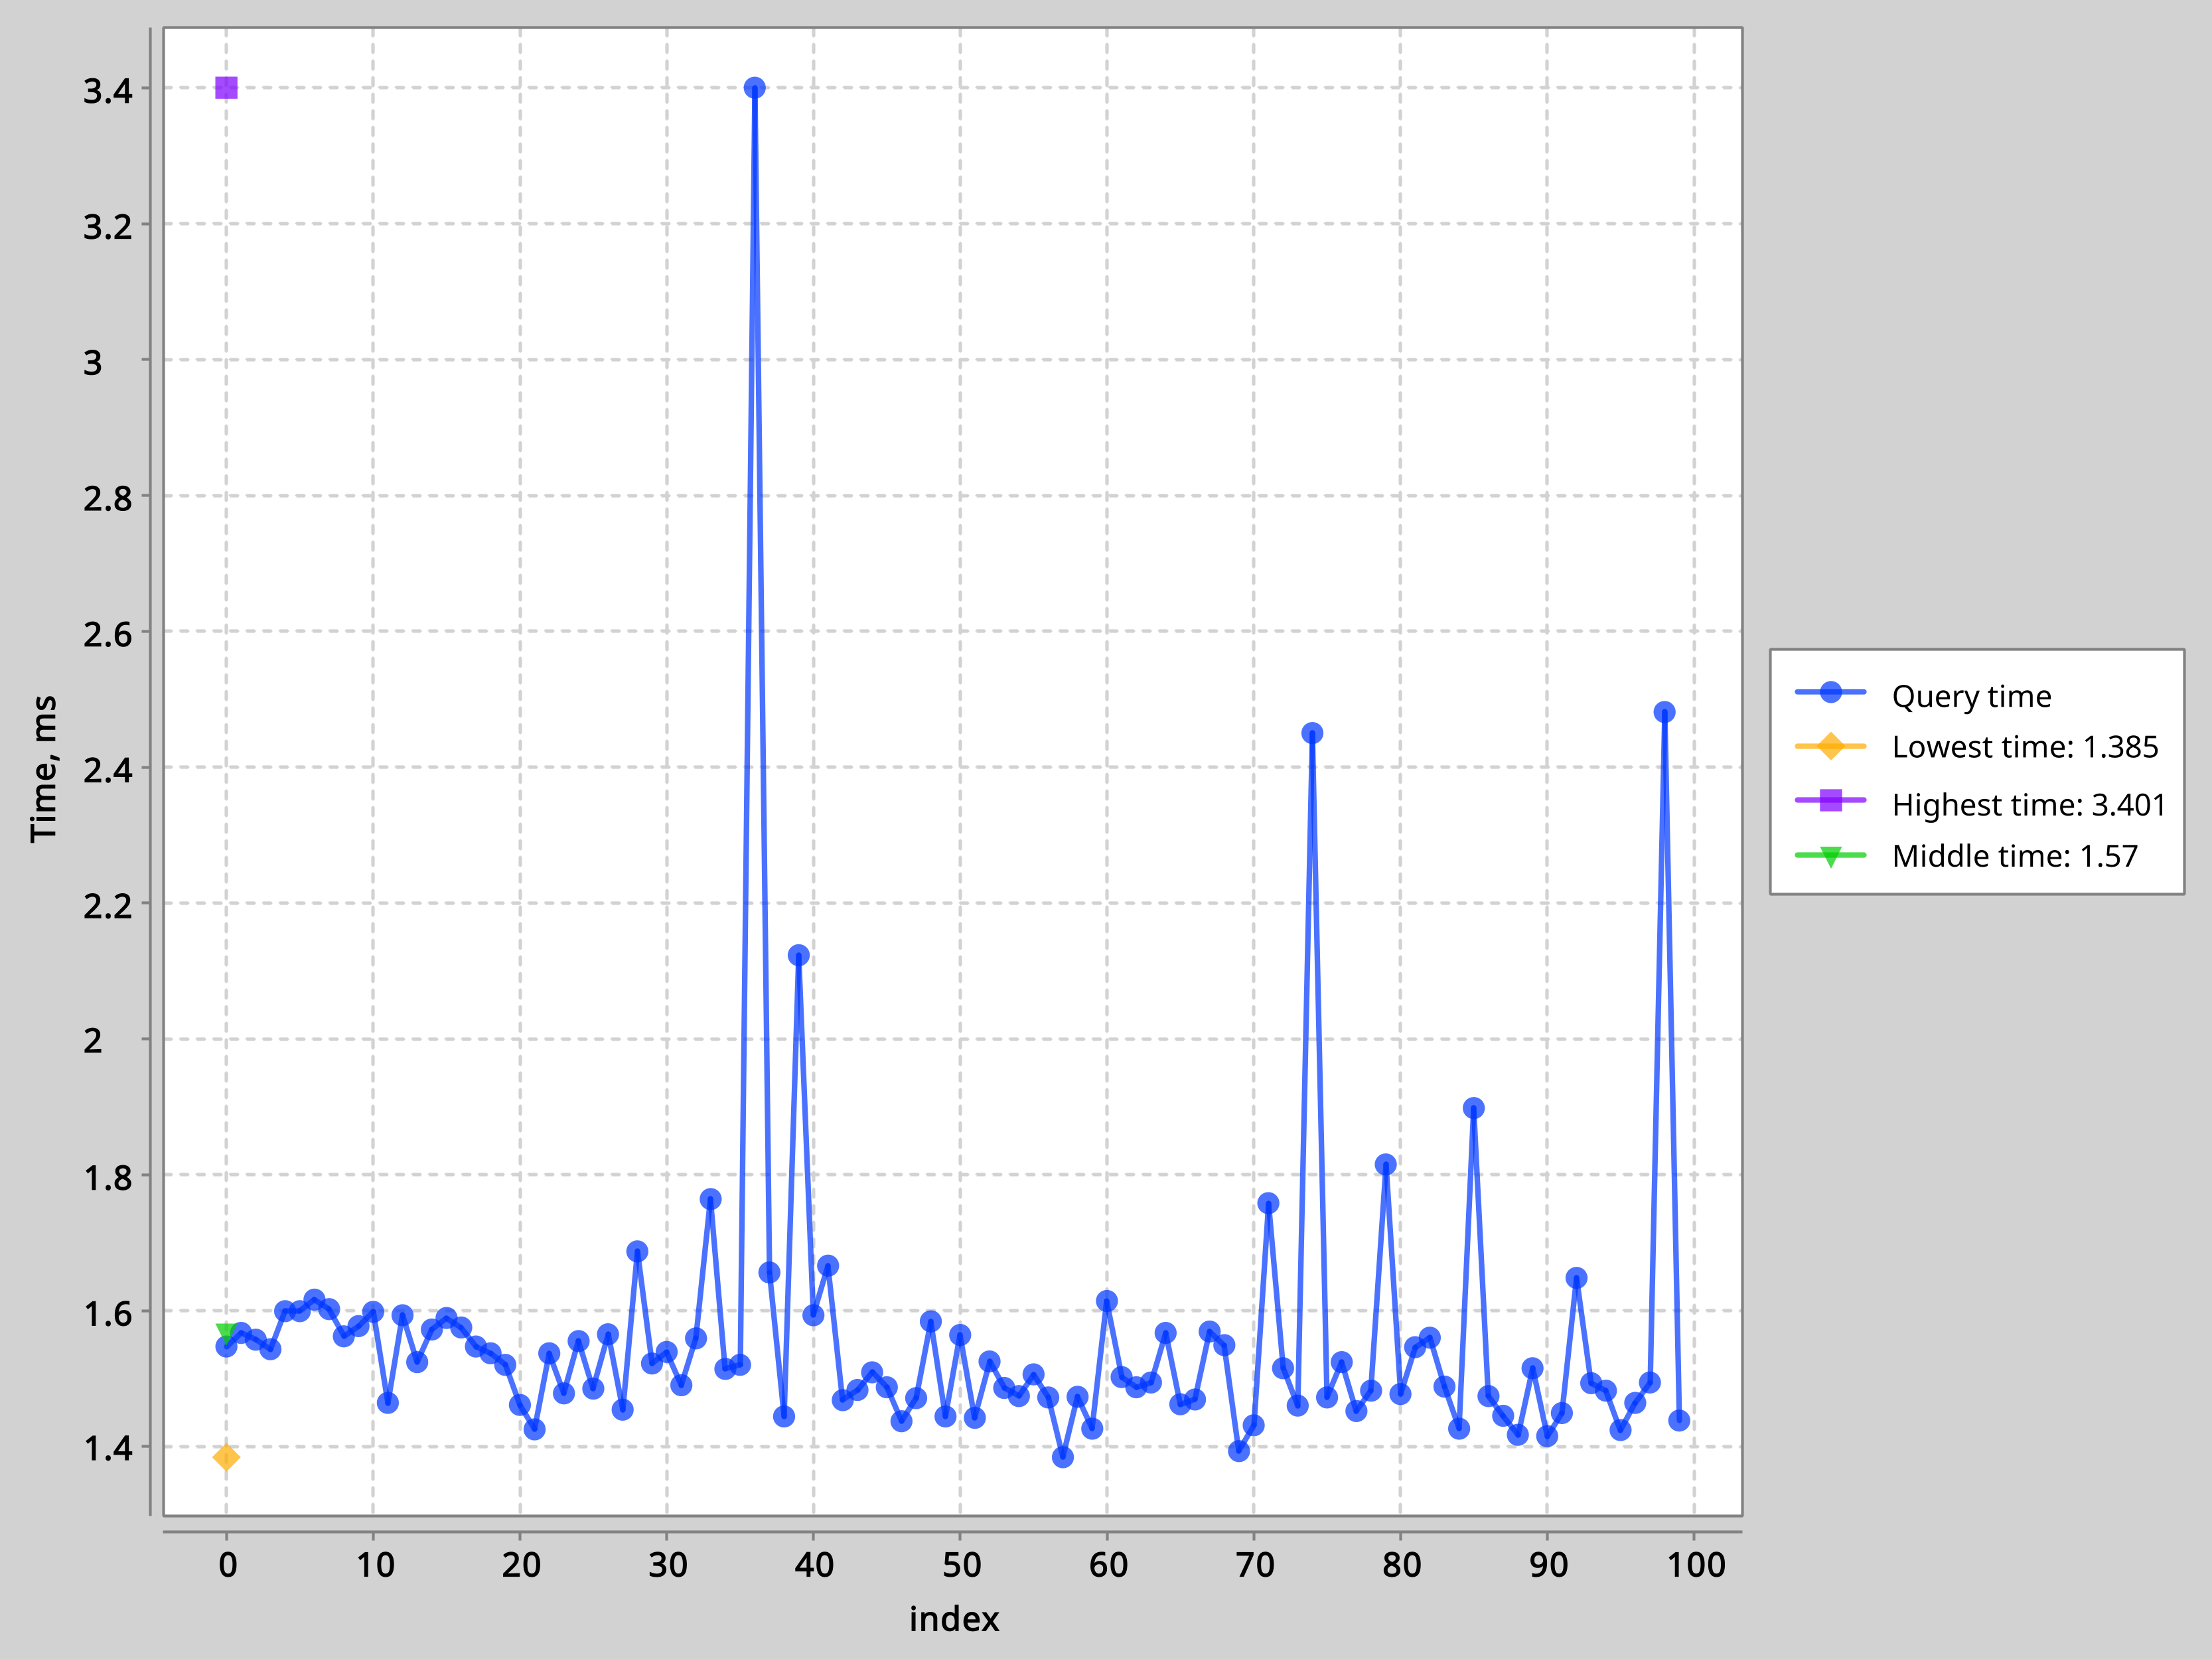 3.4
3.2
3
2.8
2.6
2.4
2.2
2
1.8
1.6
1.4
Time, ms
0 10 20 30 40 50 60 70 80 90 100
index
Query time
Lowest time: 1.385
Highest time: 3.401
Middle time: 1.57